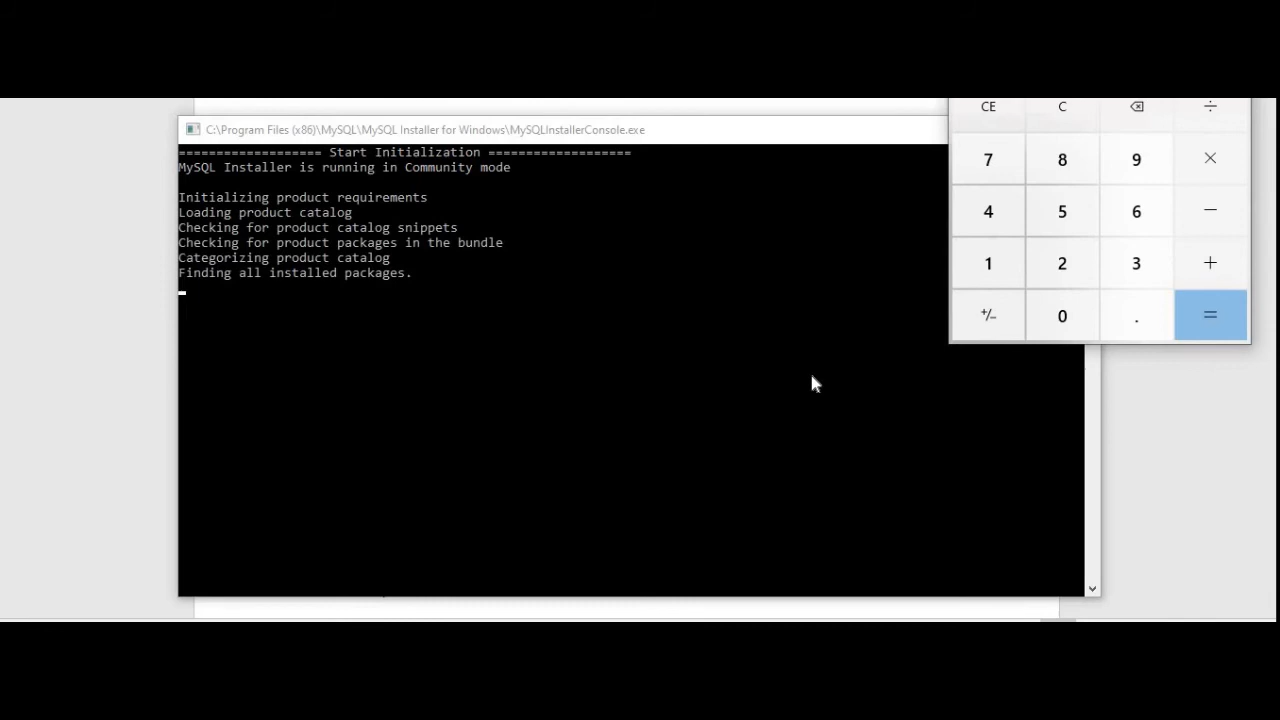 C:\Program Files (x86)\MySQL\MySQL Installer for Windows\MySQLInstallerConsole.exe
=================== Start Initialization ===================
MySQL Installer is running in Community mode
Initializing product requirements
Loading product catalog
Checking for product catalog snippets
Checking for product packages in the bundle
Categorizing product catalog
Finding all installed packages.
CE C ⌫ ÷
7 8 9 ×
4 5 6 −
1 2 3 +
+/− 0 . =